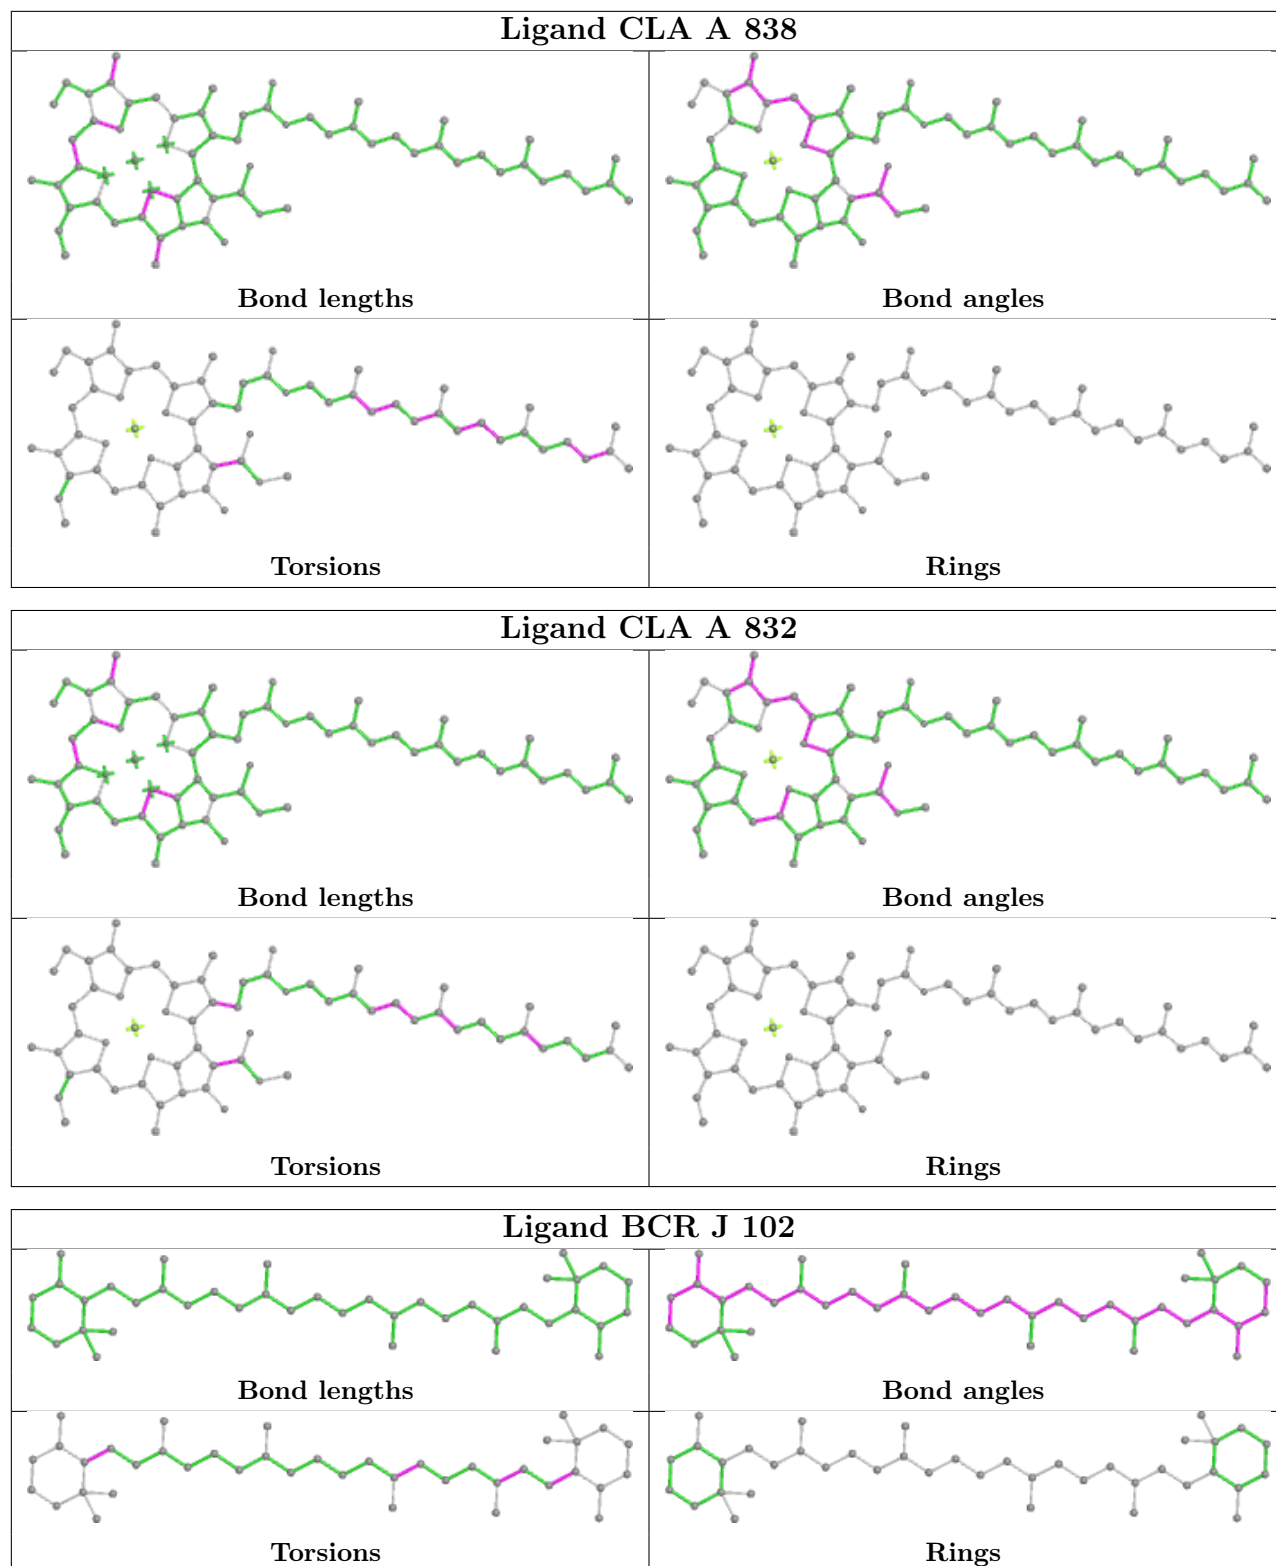 Ligand CLA A 838
Bond lengths
Bond angles
Torsions
Rings
Ligand CLA A 832
Bond lengths
Bond angles
Torsions
Rings
Ligand BCR J 102
Bond lengths
Bond angles
Torsions
Rings